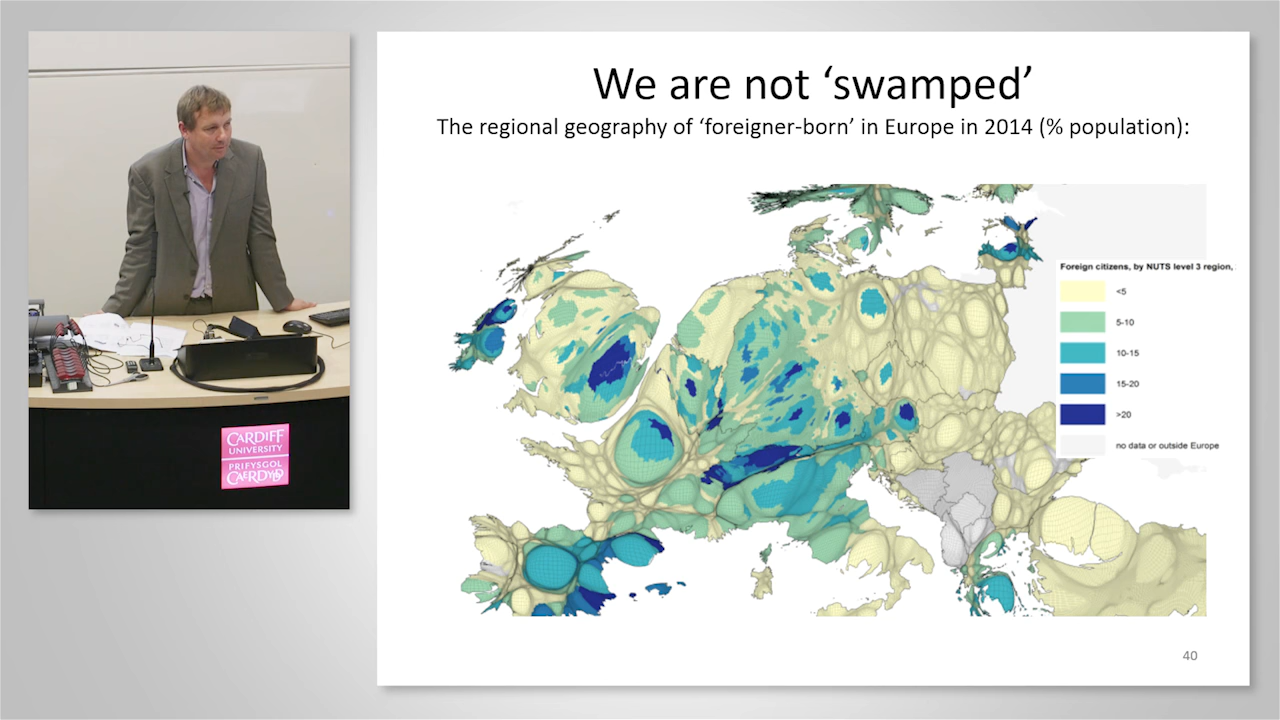 We are not ‘swamped’
The regional geography of ‘foreigner-born’ in Europe in 2014 (% population):
Foreign citizens, by NUTS level 3 region,
<5
5-10
10-15
15-20
>20
no data or outside Europe
40
CARDIFF
UNIVERSITY
PRIFYSGOL
CAERDYD